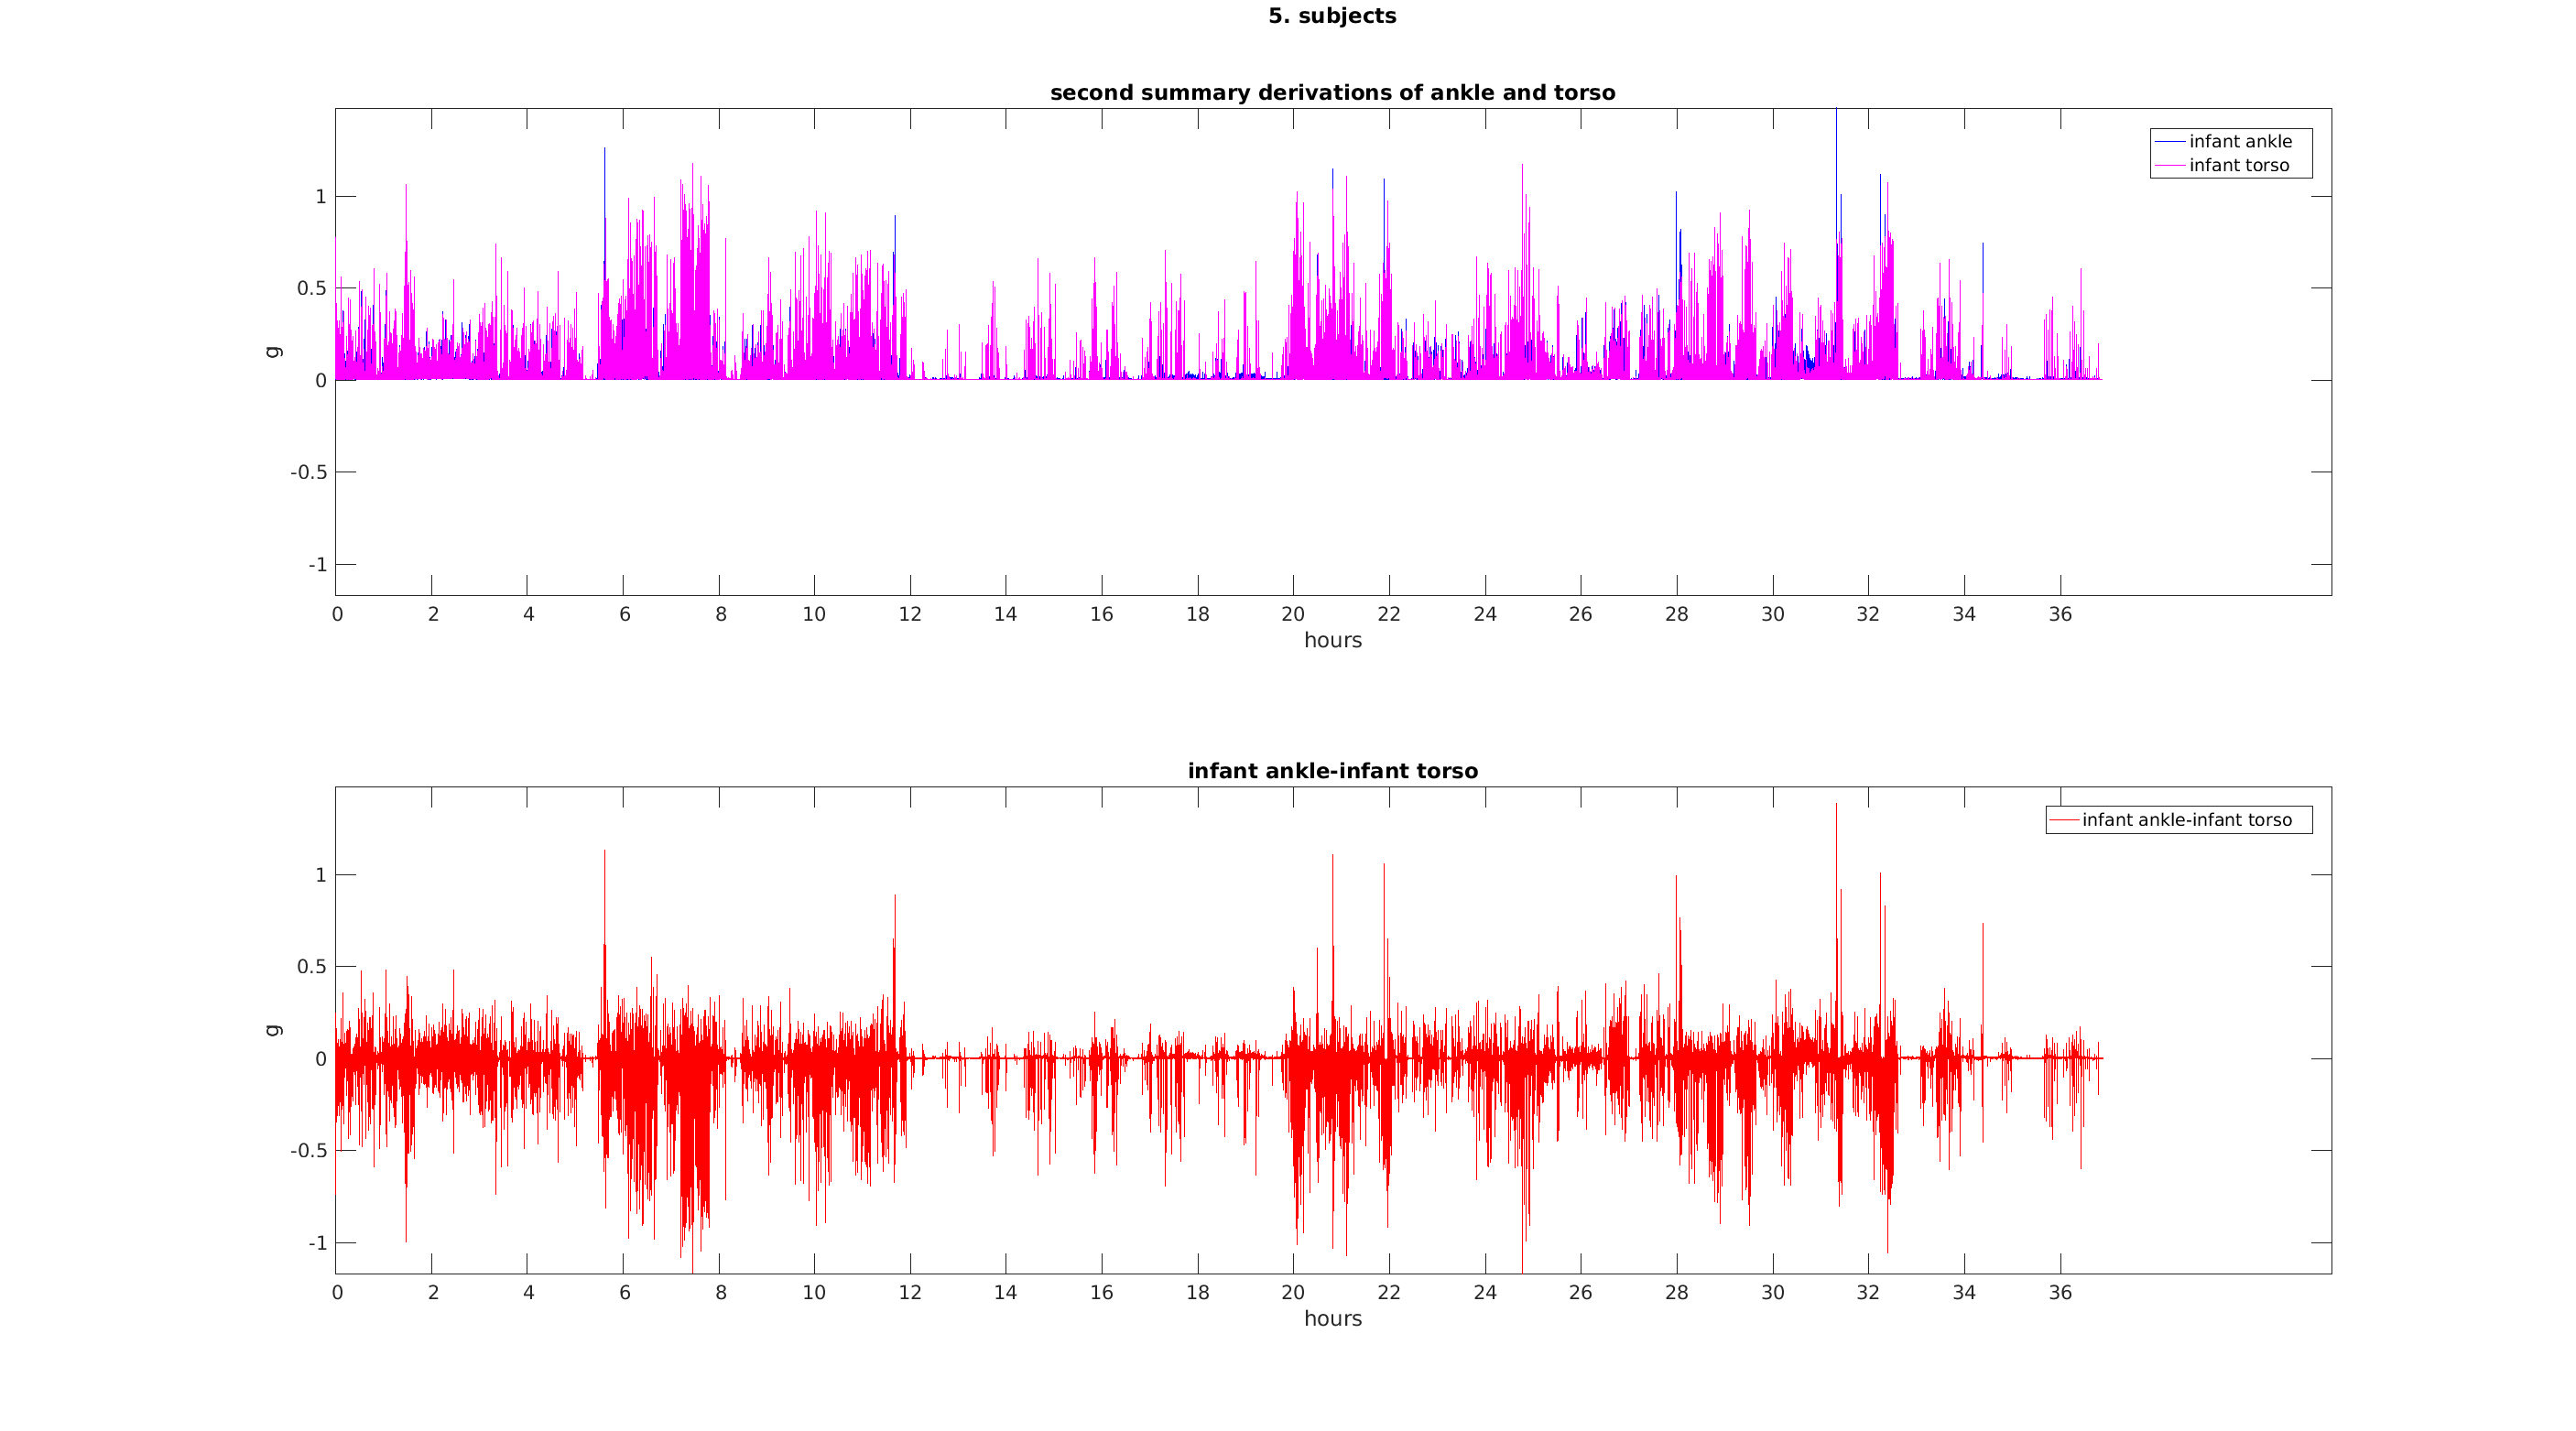 5. subjects
second summary derivations of ankle and torso
infant ankle
infant torso
1
0.5
0
-0.5
-1
g
0 2 4 6 8 10 12 14 16 18 20 22 24 26 28 30 32 34 36
hours
infant ankle-infant torso
infant ankle-infant torso
1
0.5
0
-0.5
-1
g
0 2 4 6 8 10 12 14 16 18 20 22 24 26 28 30 32 34 36
hours